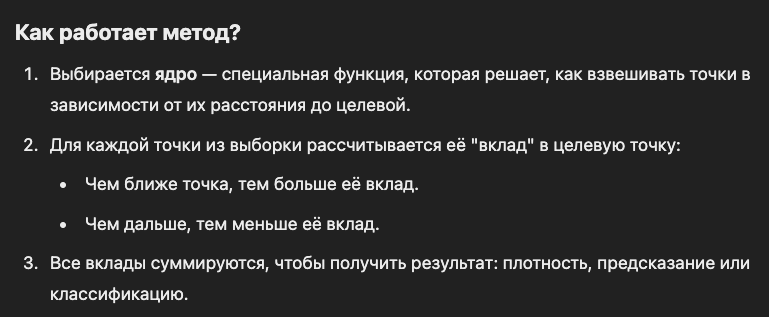 Как работает метод?
1. Выбирается ядро — специальная функция, которая решает, как взвешивать точки в
зависимости от их расстояния до целевой.
2. Для каждой точки из выборки рассчитывается её "вклад" в целевую точку:
• Чем ближе точка, тем больше её вклад.
• Чем дальше, тем меньше её вклад.
3. Все вклады суммируются, чтобы получить результат: плотность, предсказание или
классификацию.